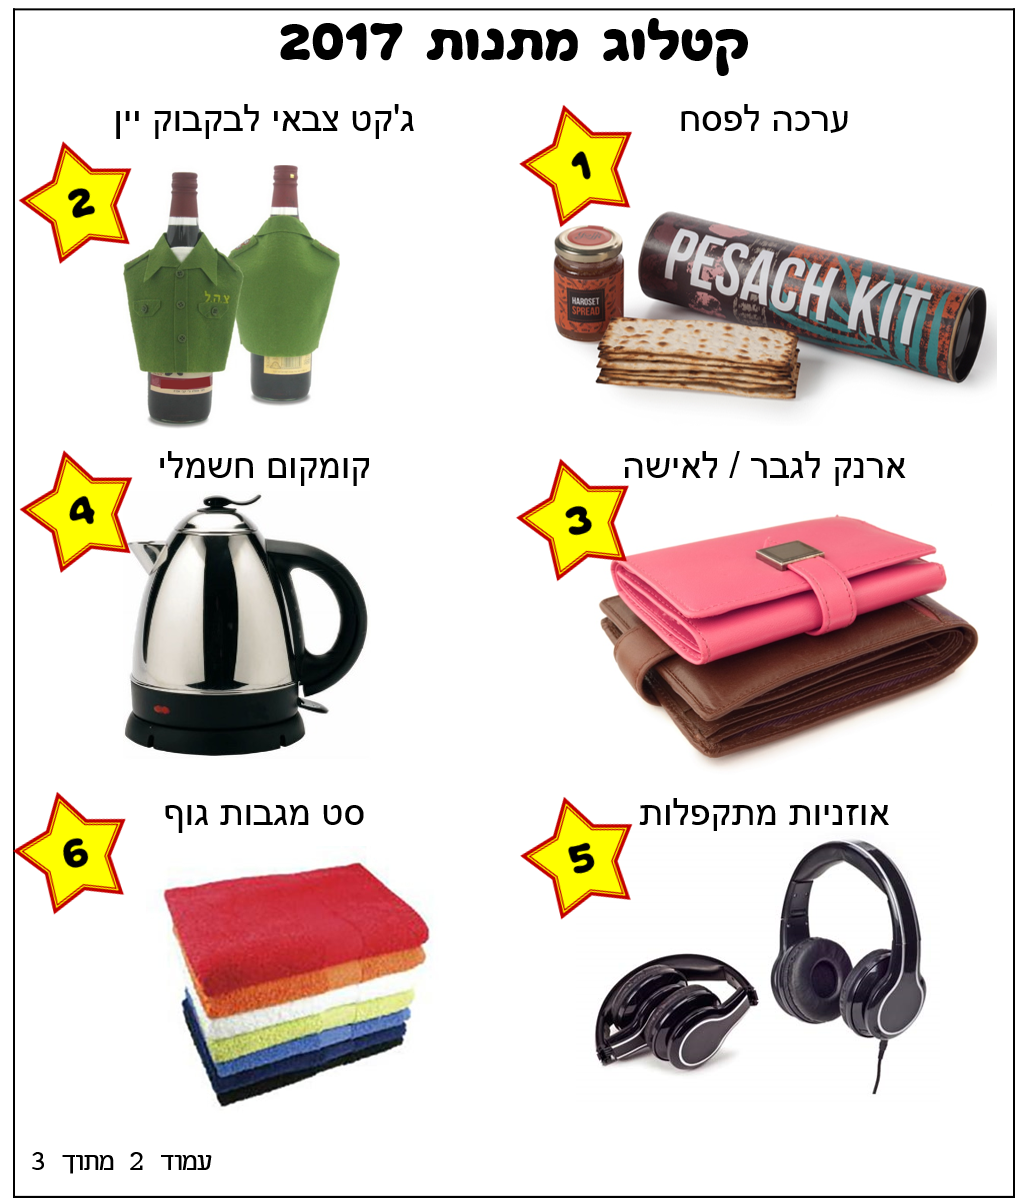 קטלוג מתנות 2017
ערכה לפסח
1
PESACH KIT
HAROSET
SPREAD
ג'קט צבאי לבקבוק יין
2
צ.ה.ל
ארנק לגבר / לאישה
3
קומקום חשמלי
4
אוזניות מתקפלות
5
סט מגבות גוף
6
עמוד 2 מתוך 3